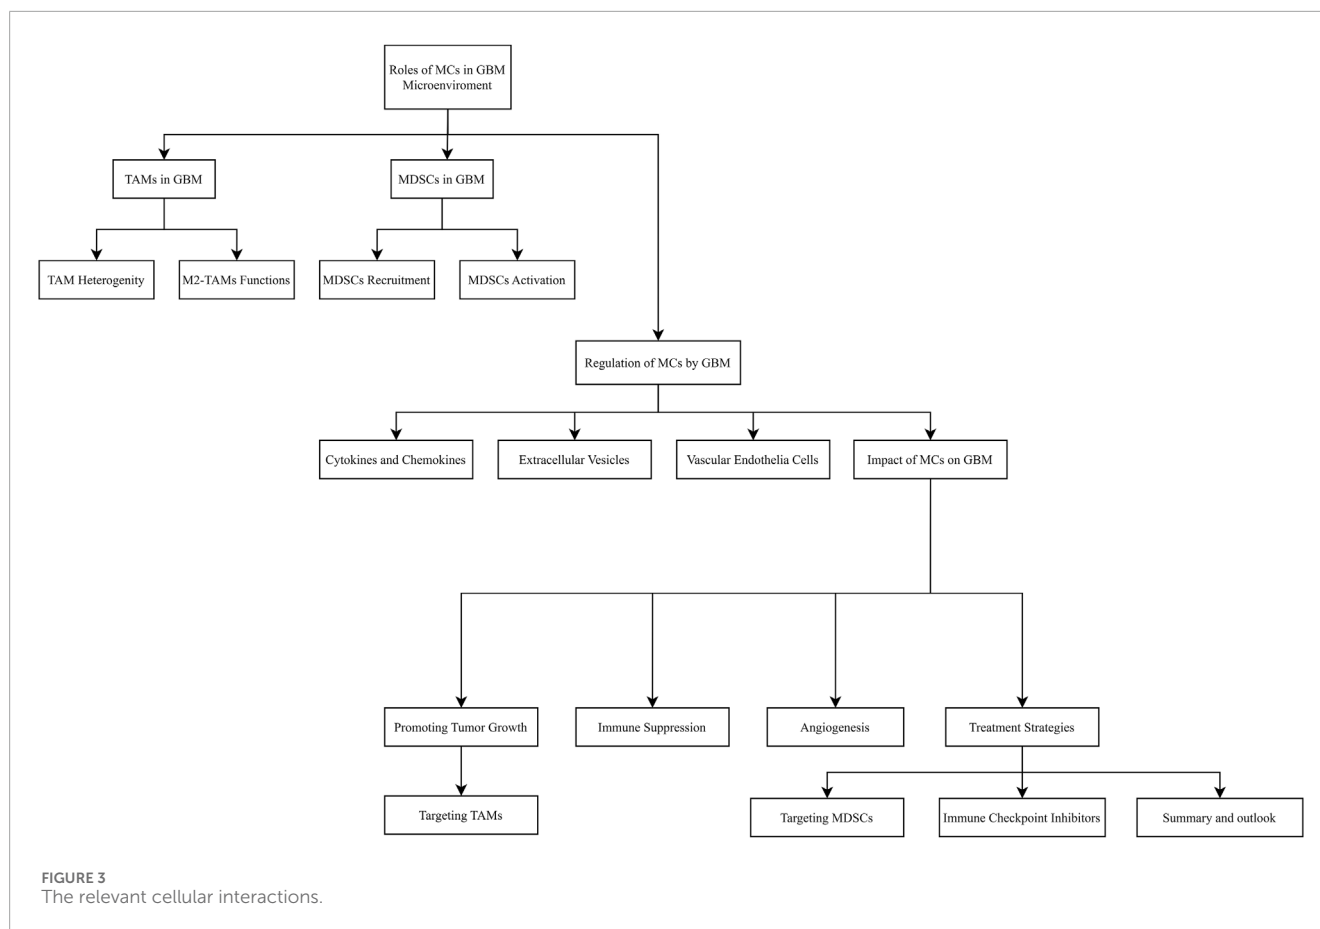 Roles of MCs in GBM
Microenviroment
TAMs in GBM
MDSCs in GBM
TAM Heterogenity
M2-TAMs Functions
MDSCs Recruitment
MDSCs Activation
Regulation of MCs by GBM
Cytokines and Chemokines
Extracellular Vesicles
Vascular Endothelia Cells
Impact of MCs on GBM
Promoting Tumor Growth
Immune Suppression
Angiogenesis
Treatment Strategies
Targeting TAMs
Targeting MDSCs
Immune Checkpoint Inhibitors
Summary and outlook
FIGURE 3
The relevant cellular interactions.